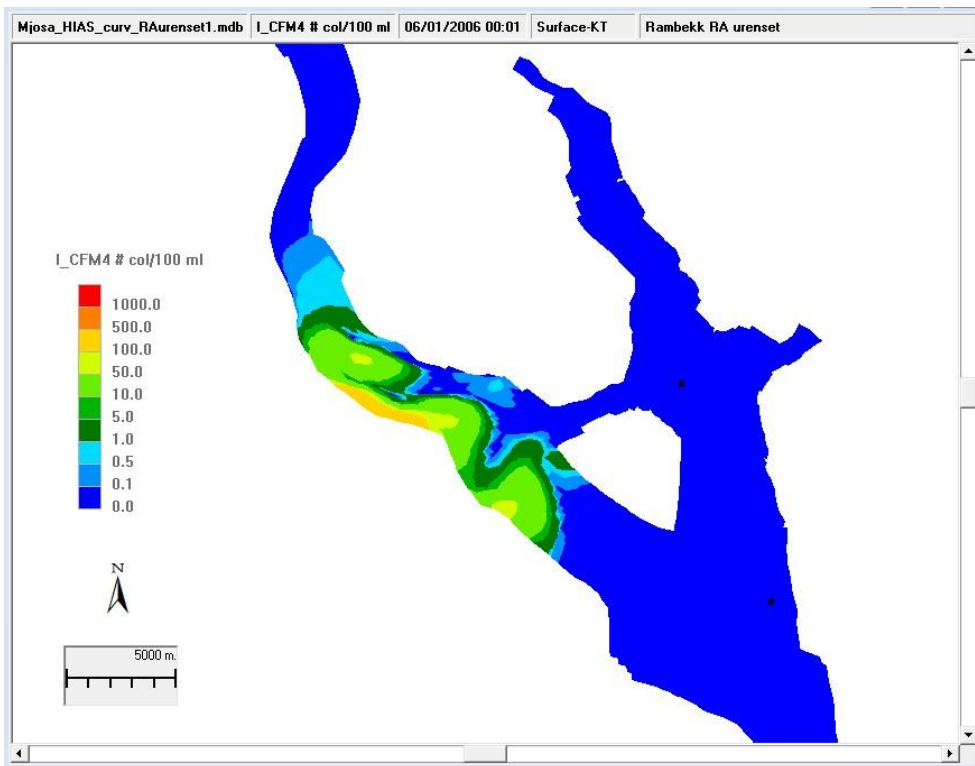 Mjosa_HIAS_curv_RAurenset1.mdb I_CFM4 # col/100 ml 06/01/2006 00:01 Surface-KT Rambekk RA urenset
I_CFM4 # col/100 ml
1000.0
500.0
100.0
50.0
10.0
5.0
1.0
0.5
0.1
0.0
N
5000 m.